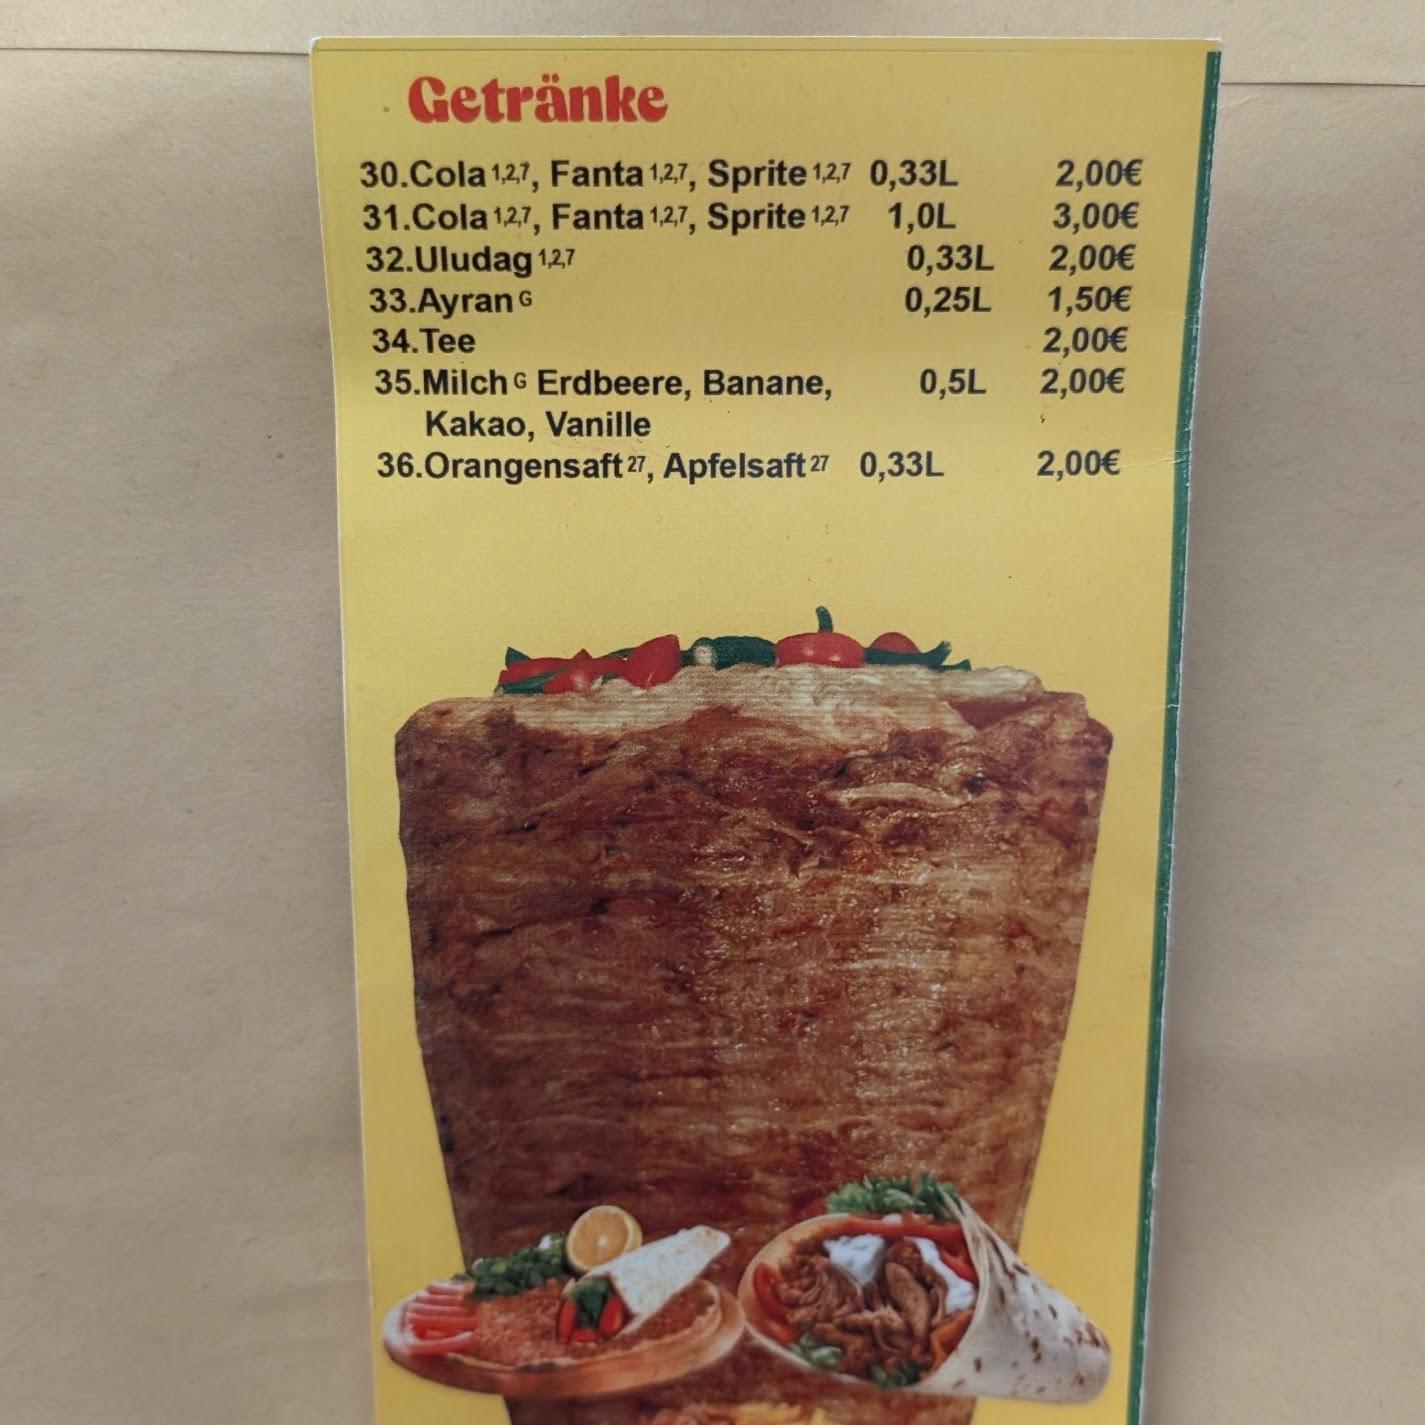 Getränke
30.Cola 1,2,7, Fanta 1,2,7, Sprite 1,2,7 0,33L 2,00€
31.Cola 1,2,7, Fanta 1,2,7, Sprite 1,2,7 1,0L 3,00€
32.Uludag 1,2,7 0,33L 2,00€
33.Ayran G 0,25L 1,50€
34.Tee 2,00€
35.Milch G Erdbeere, Banane, 0,5L 2,00€
Kakao, Vanille
36.Orangensaft 27, Apfelsaft 27 0,33L 2,00€